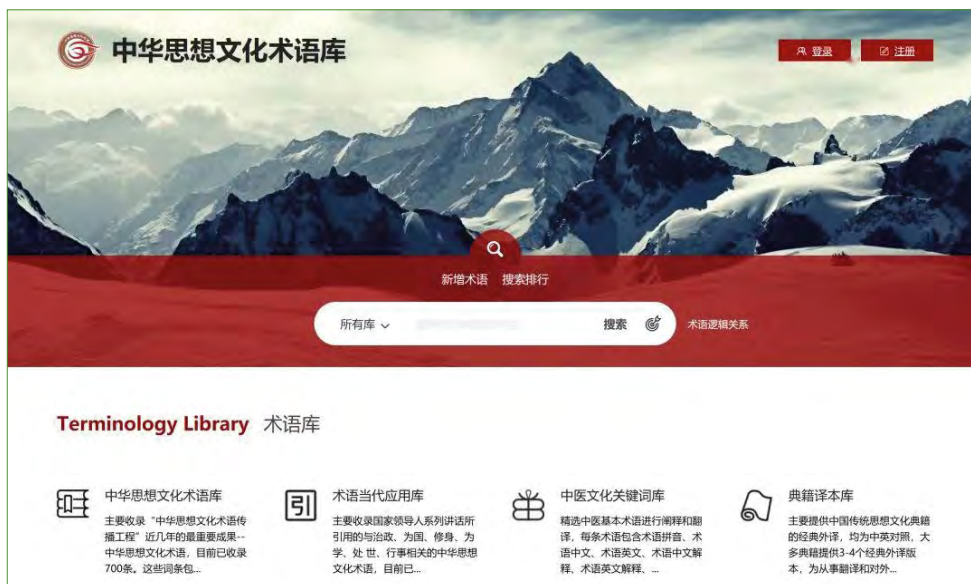 中华思想文化术语库
登录
注册
新增术语 搜索排行
所有库
搜索
术语逻辑关系
Terminology Library 术语库
中华思想文化术语库
主要收录“中华思想文化术语传
播工程”近几年的最重要成果--
中华思想文化术语，目前已收录
700条。这些词条包...
术语当代应用库
主要收录国家领导人系列讲话所
引用的与治政、为国、修身、为
学、处 世、行事相关的中华思想
文化术语，目前已...
中医文化关键词库
精选中医基本术语进行阐释和翻
译，每条术语包含术语拼音、术
语中文、术语英文、术语中文解
释、术语英文解释、...
典籍译本库
主要提供中国传统思想文化典籍
的经典外译，均为中英对照，大
多典籍提供3-4个经典外译版
本，为从事翻译和对外...
引